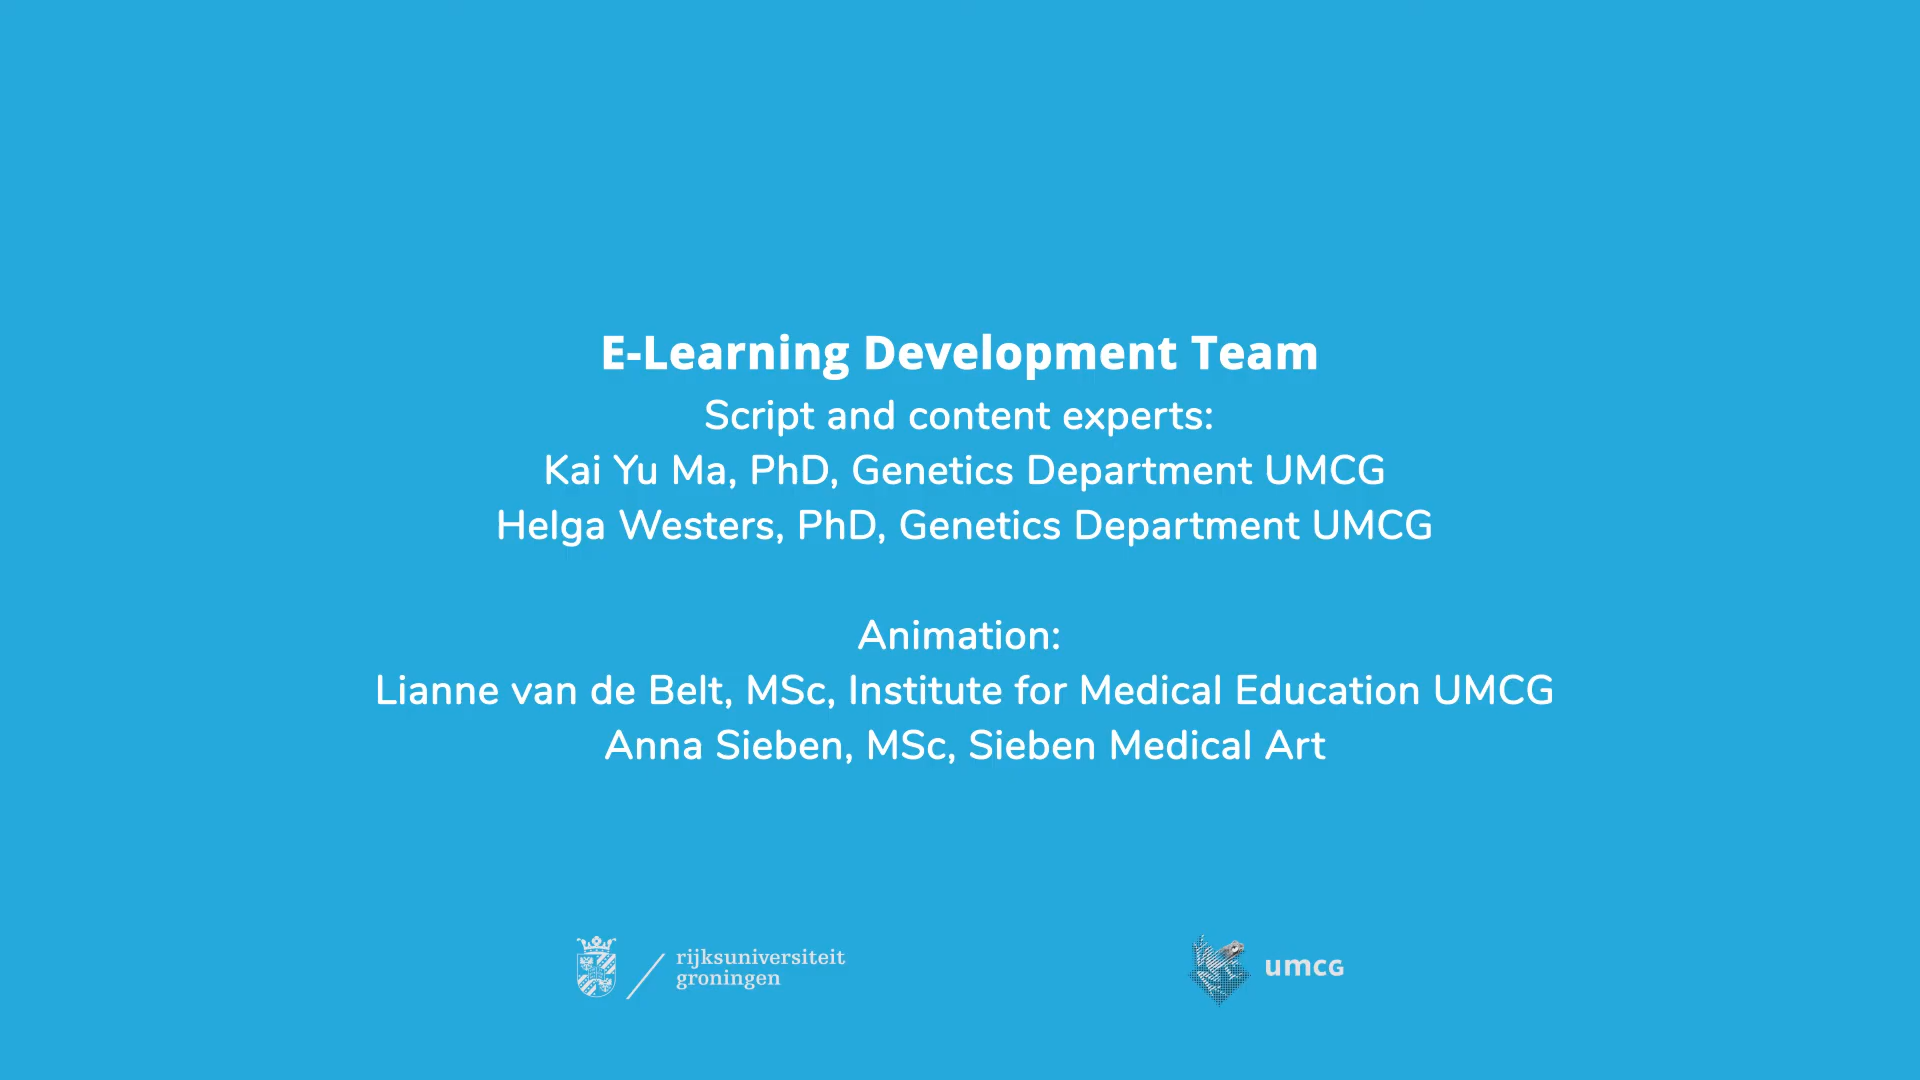 E-Learning Development Team
Script and content experts:
Kai Yu Ma, PhD, Genetics Department UMCG
Helga Westers, PhD, Genetics Department UMCG
Animation:
Lianne van de Belt, MSc, Institute for Medical Education UMCG
Anna Sieben, MSc, Sieben Medical Art
rijksuniversiteit
groningen
umcg